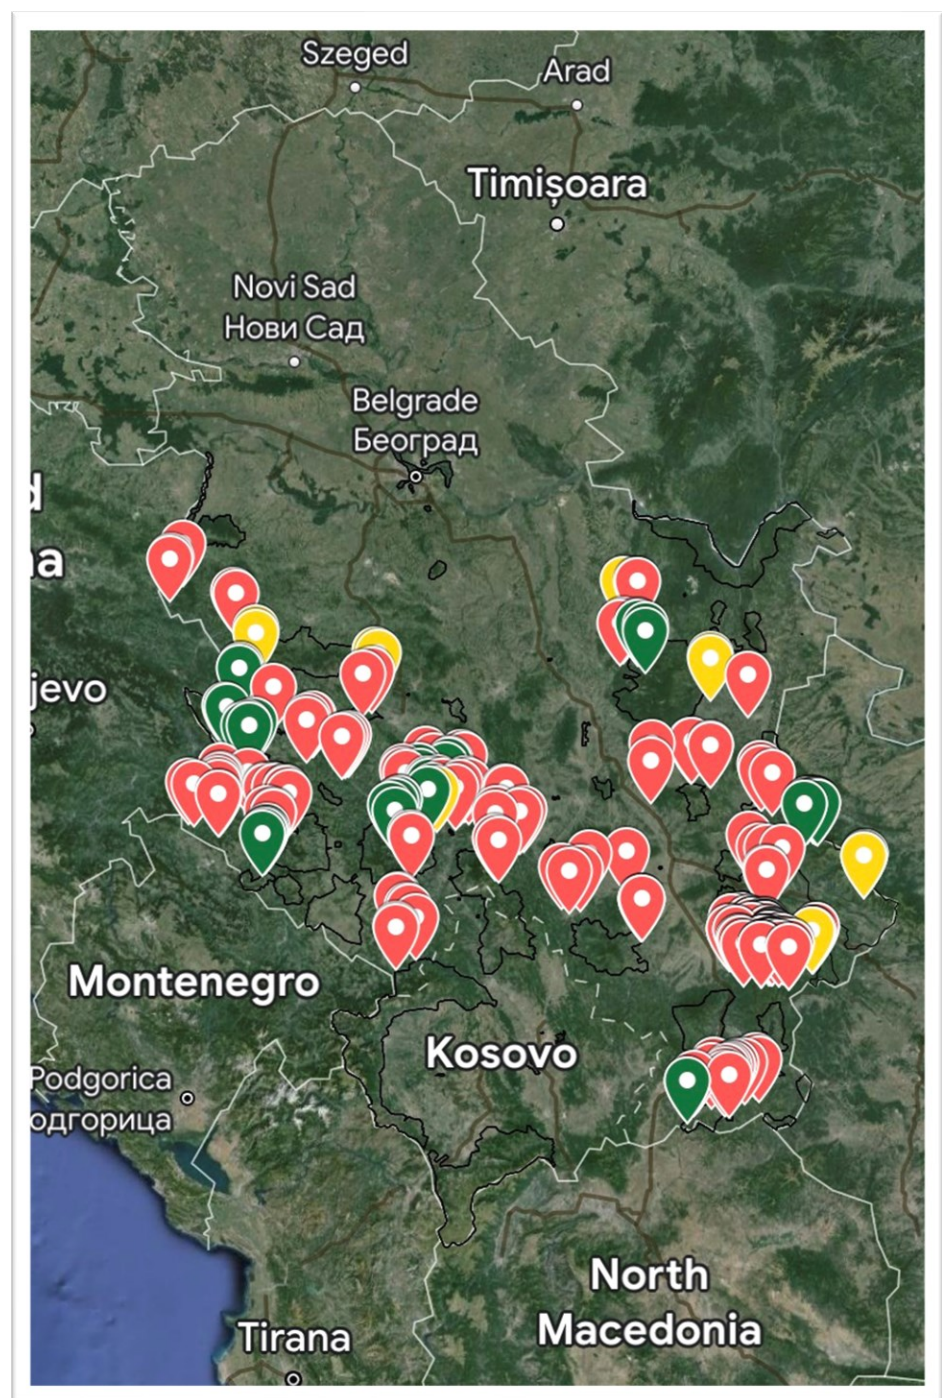 Szeged
Arad
Timișoara
Novi Sad
Нови Сад
Belgrade
Београд
jevo
Montenegro
Kosovo
Podgorica
одгорица
North
Macedonia
Tirana